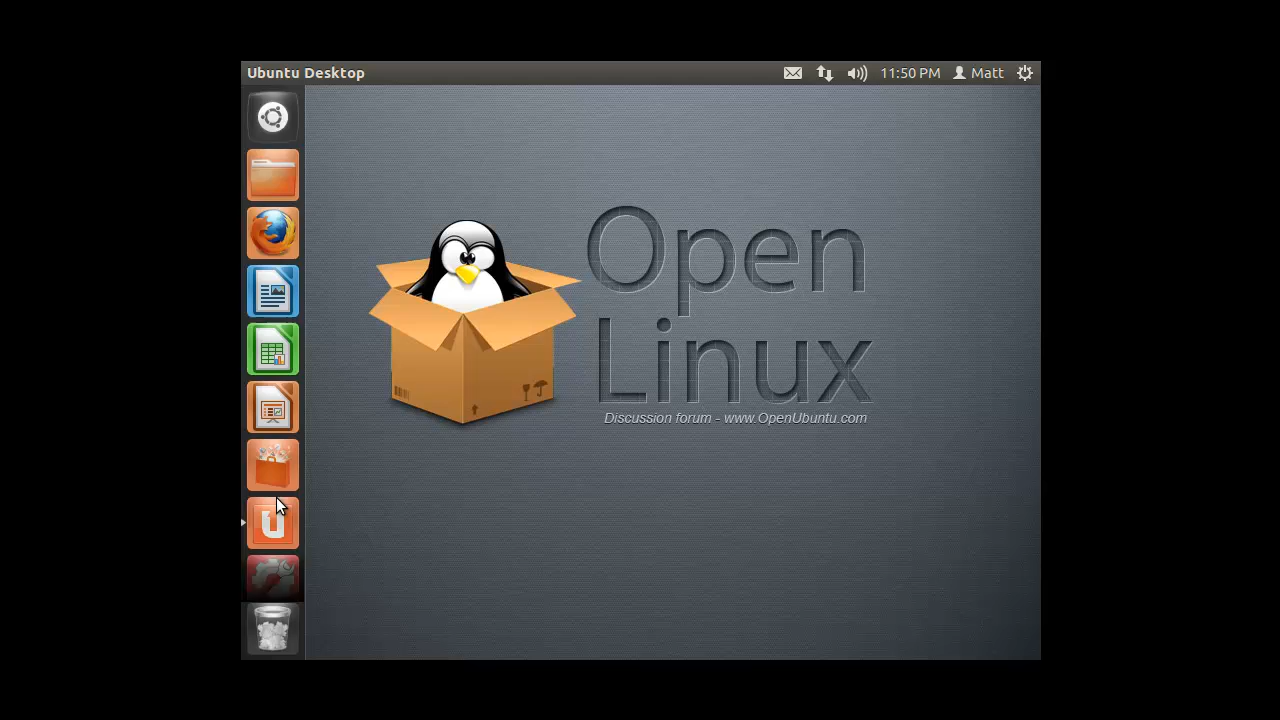 Ubuntu Desktop 11:50 PM Matt
Open
Linux
Discussion forum - www.OpenUbuntu.com
U